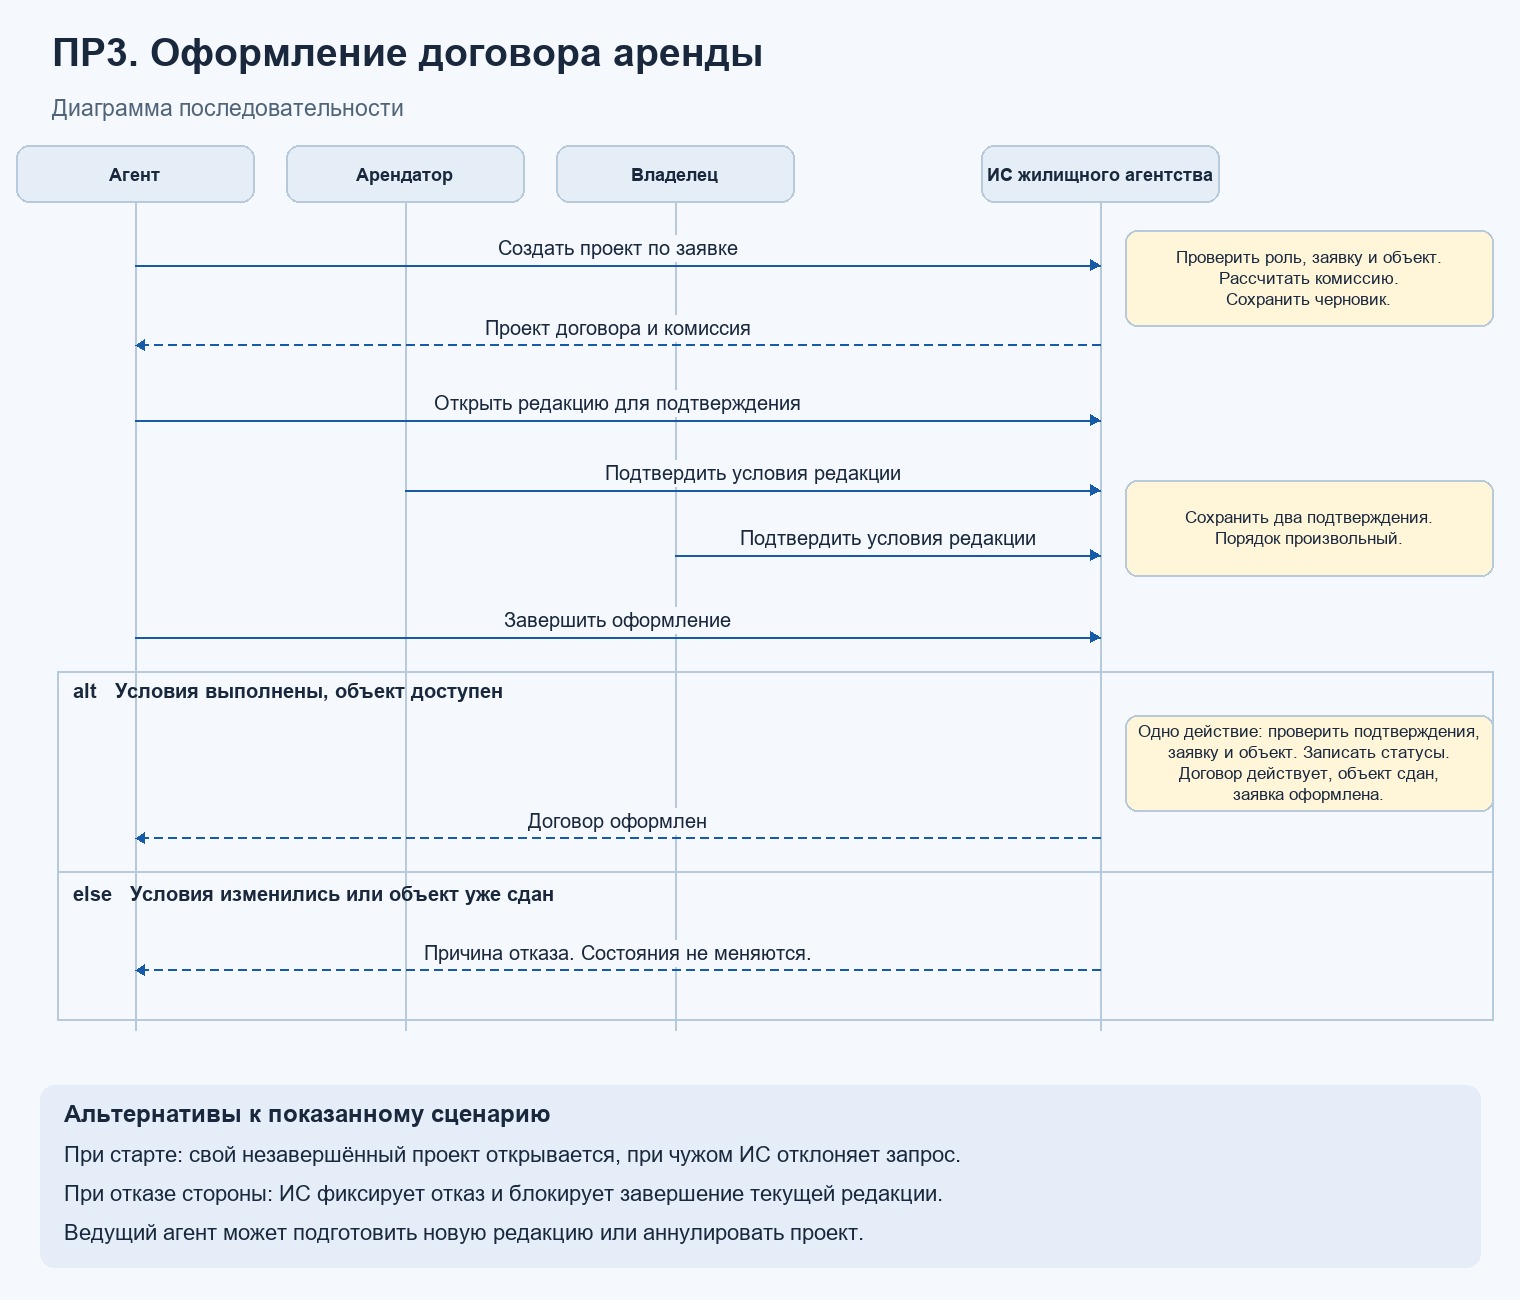 ПР3. Оформление договора аренды
Диаграмма последовательности
Агент
Арендатор
Владелец
ИС жилищного агентства
Создать проект по заявке
Проверить роль, заявку и объект.
Рассчитать комиссию.
Сохранить черновик.
Проект договора и комиссия
Открыть редакцию для подтверждения
Подтвердить условия редакции
Сохранить два подтверждения.
Порядок произвольный.
Подтвердить условия редакции
Завершить оформление
alt Условия выполнены, объект доступен
Одно действие: проверить подтверждения,
заявку и объект. Записать статусы.
Договор действует, объект сдан,
заявка оформлена.
Договор оформлен
else Условия изменились или объект уже сдан
Причина отказа. Состояния не меняются.
Альтернативы к показанному сценарию
При старте: свой незавершённый проект открывается, при чужом ИС отклоняет запрос.
При отказе стороны: ИС фиксирует отказ и блокирует завершение текущей редакции.
Ведущий агент может подготовить новую редакцию или аннулировать проект.